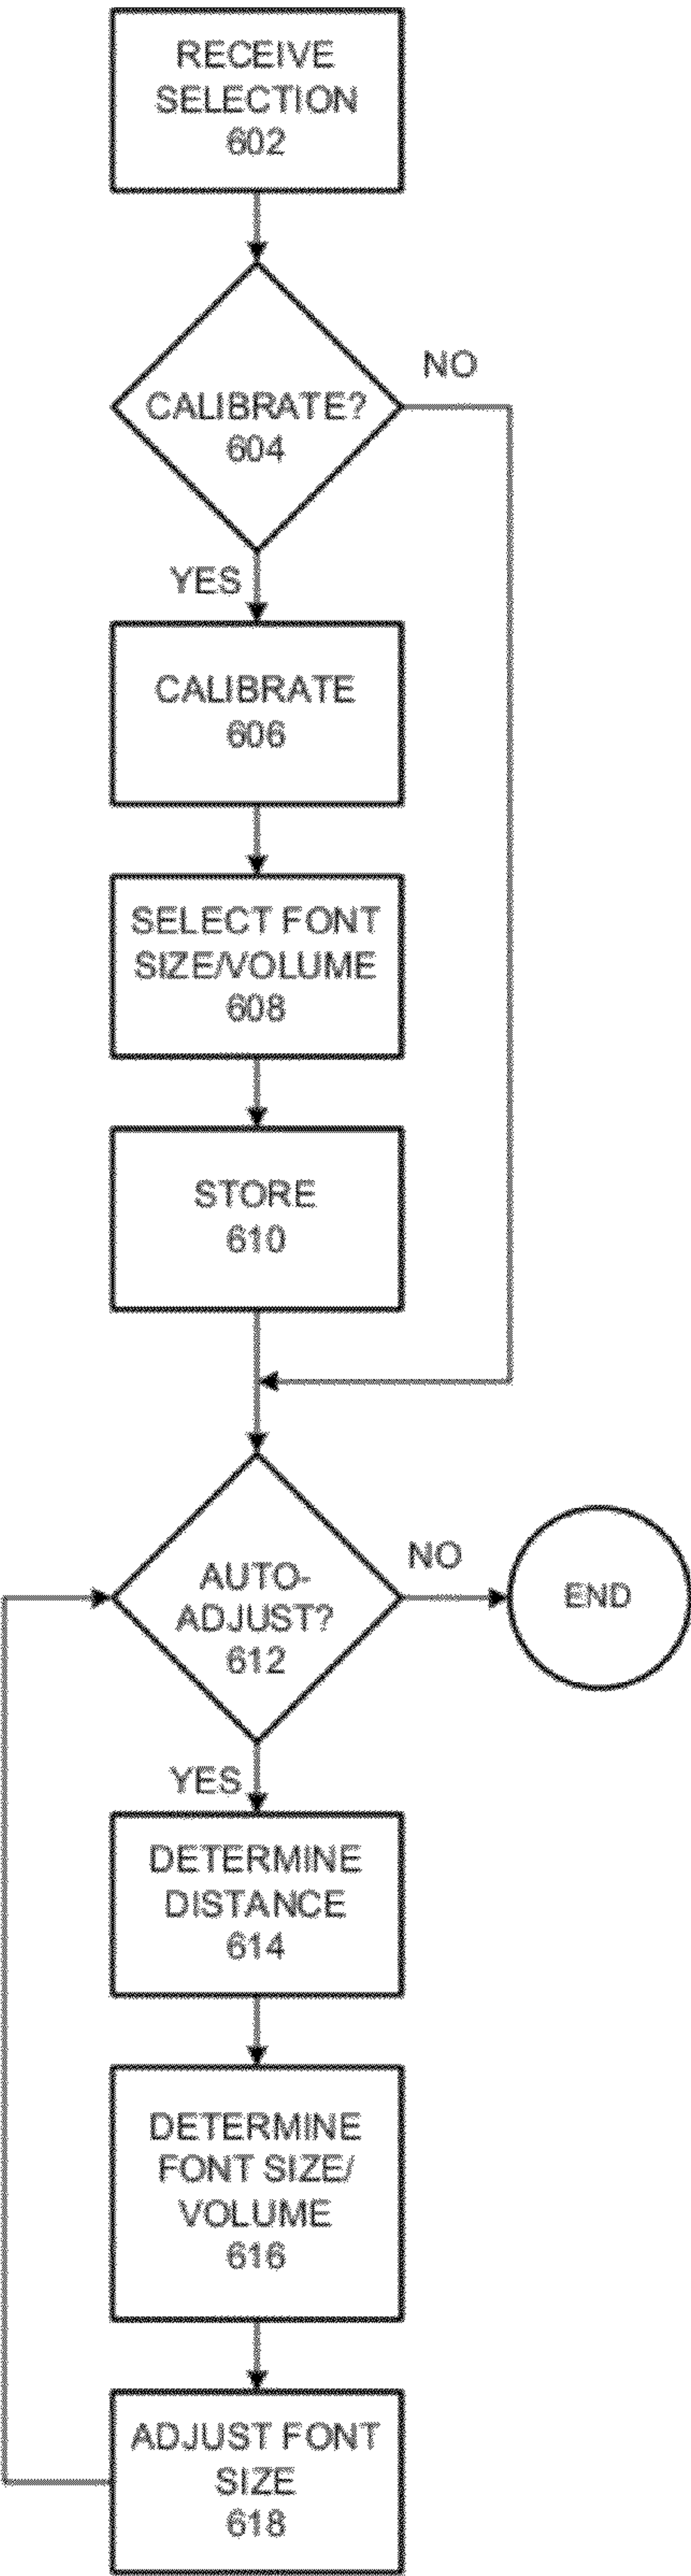 RECEIVE
SELECTION
602
NO
CALIBRATE?
604
YES
CALIBRATE
606
SELECT FONT
SIZE/VOLUME
608
STORE
610
AUTO-
ADJUST?
612
NO
END
YES
DETERMINE
DISTANCE
614
DETERMINE
FONT SIZE/
VOLUME
616
ADJUST FONT
SIZE
618